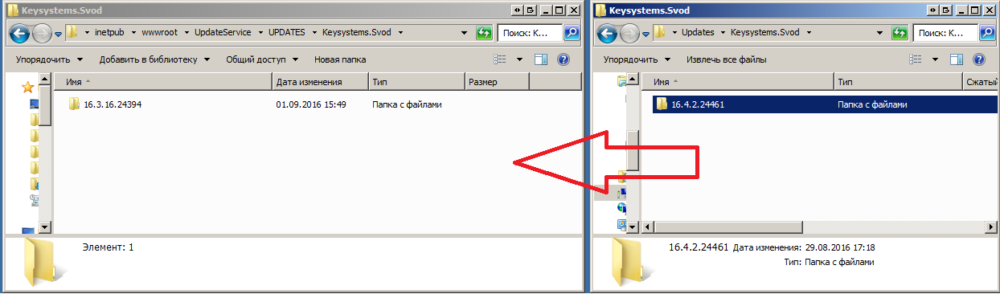 Keysystems.Svod
inetpub wwwroot UpdateService UPDATES Keysystems.Svod Поиск: K...
Упорядочить Добавить в библиотеку Общий доступ Новая папка
Имя Дата изменения Тип Размер
16.3.16.24394 01.09.2016 15:49 Папка с файлами
Элемент: 1
Keysystems.Svod
Updates Keysystems.Svod Поиск: K...
Упорядочить Извлечь все файлы
Имя Тип Сжатый
16.4.2.24461 Папка с файлами
16.4.2.24461 Дата изменения: 29.08.2016 17:18
Тип: Папка с файлами